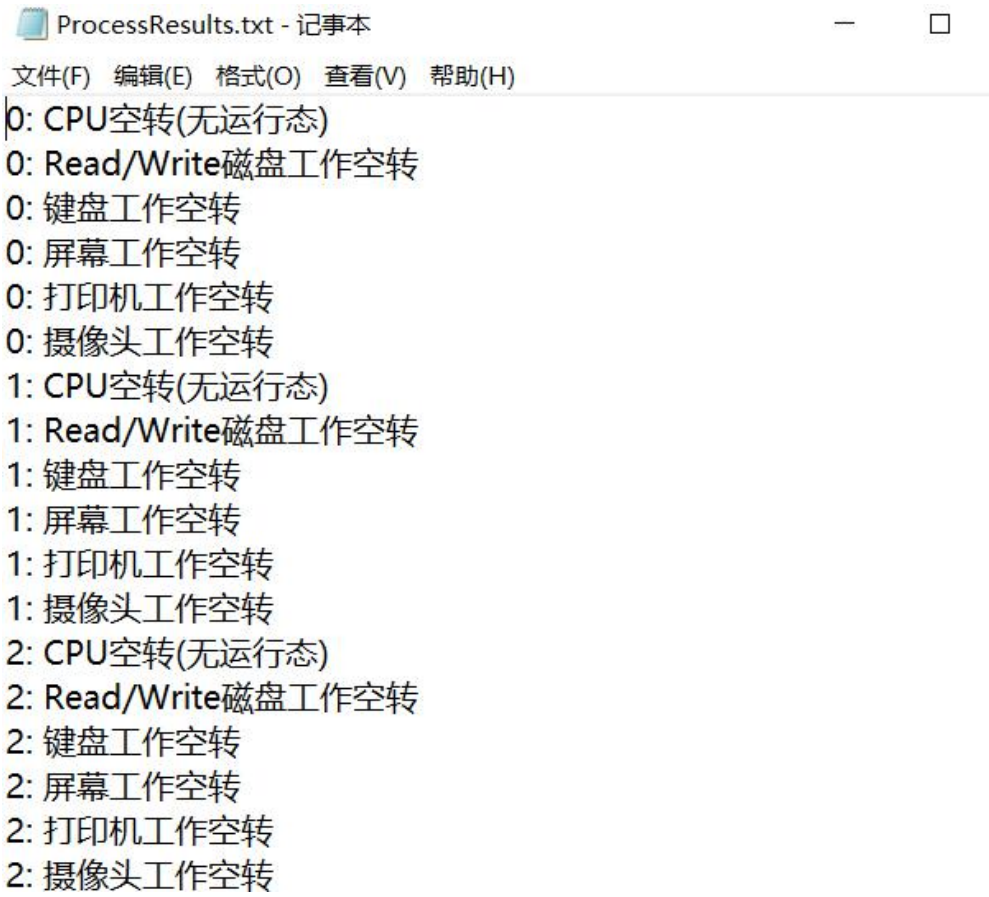 ProcessResults.txt - 记事本
文件(F) 编辑(E) 格式(O) 查看(V) 帮助(H)
0: CPU空转(无运行态)
0: Read/Write磁盘工作空转
0: 键盘工作空转
0: 屏幕工作空转
0: 打印机工作空转
0: 摄像头工作空转
1: CPU空转(无运行态)
1: Read/Write磁盘工作空转
1: 键盘工作空转
1: 屏幕工作空转
1: 打印机工作空转
1: 摄像头工作空转
2: CPU空转(无运行态)
2: Read/Write磁盘工作空转
2: 键盘工作空转
2: 屏幕工作空转
2: 打印机工作空转
2: 摄像头工作空转